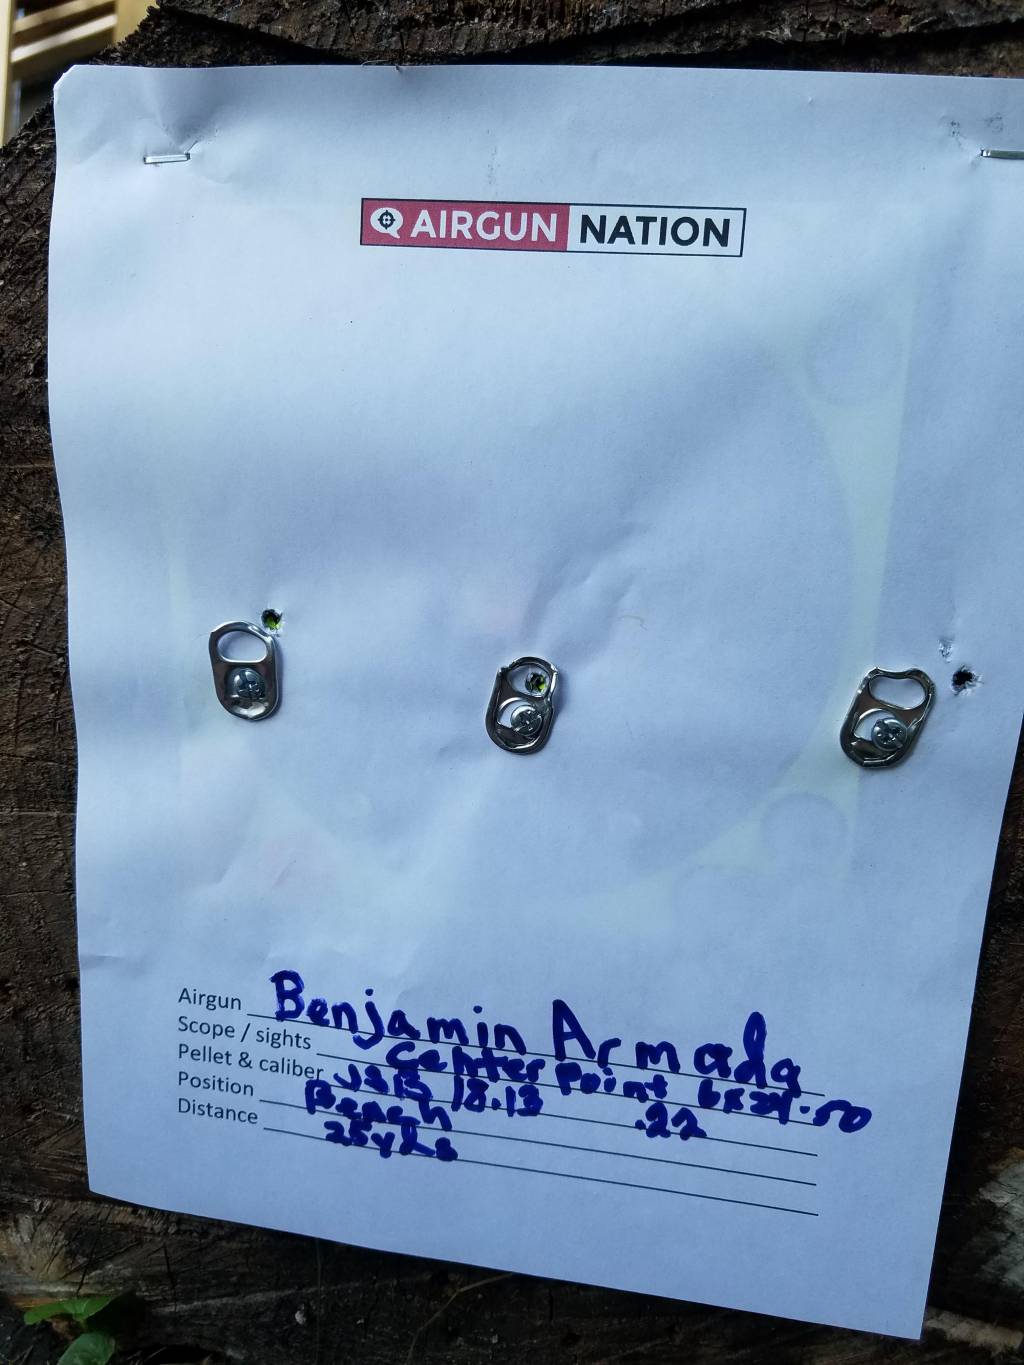 AIRGUN NATION
Airgun Benjamin Armada
Scope / sights Center Point 6x24.50
Pellet & caliber JSB 18.13 .22
Position Bench
Distance 25yds